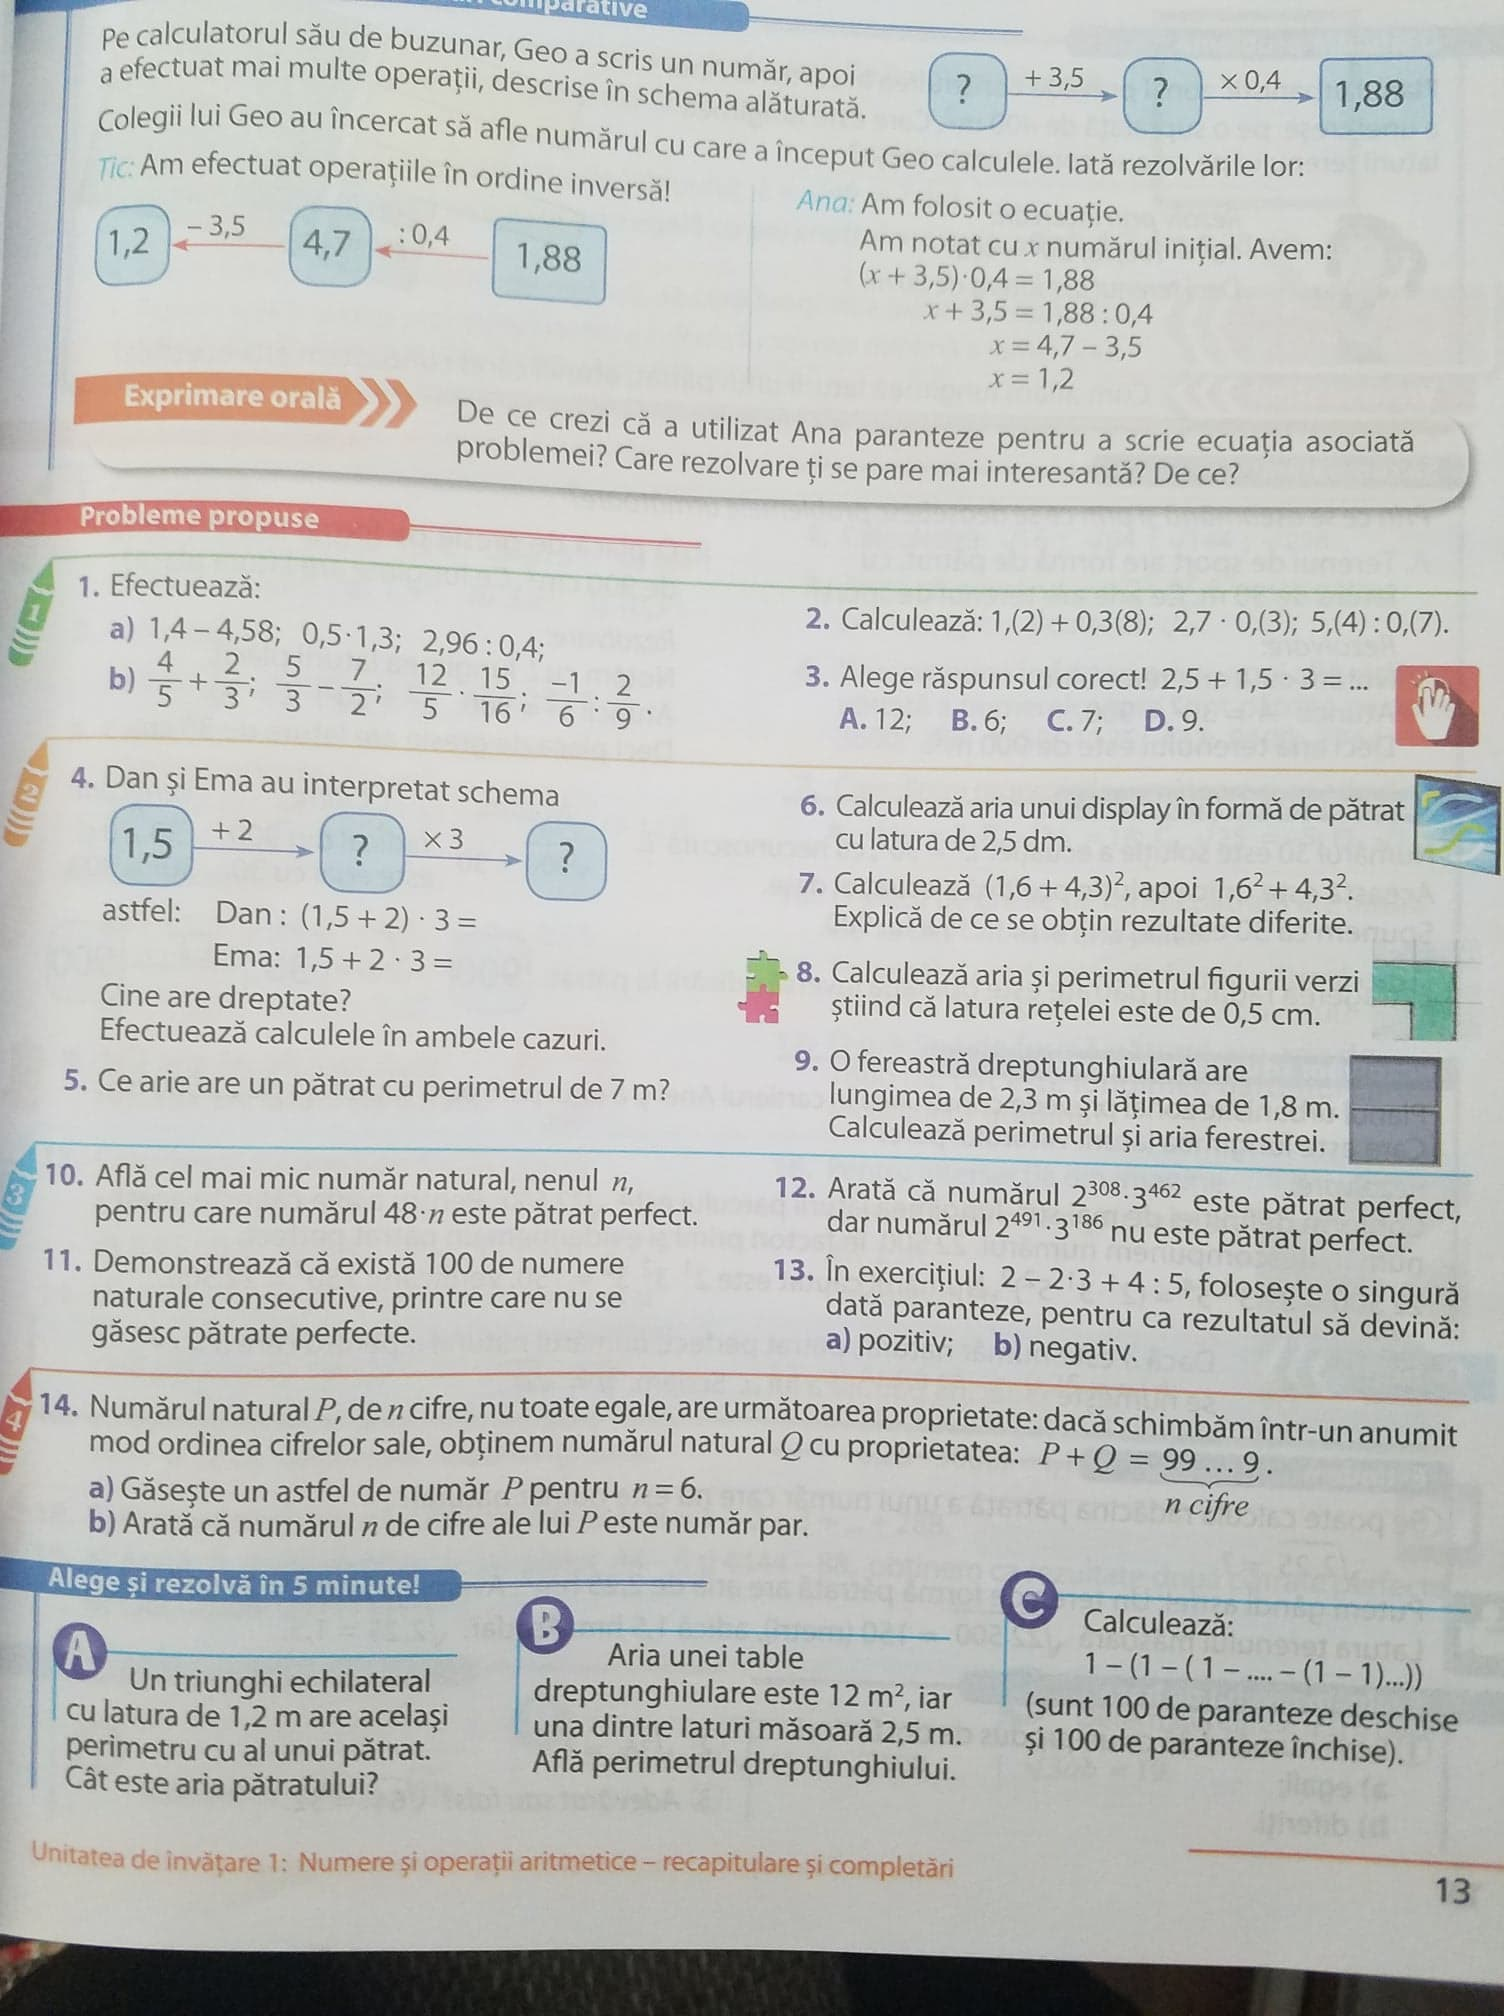 comparative
Pe calculatorul său de buzunar, Geo a scris un număr, apoi
a efectuat mai multe operații, descrise în schema alăturată.
? +3,5 ? ×0,4 1,88
Colegii lui Geo au încercat să afle numărul cu care a început Geo calculele. Iată rezolvările lor:
Tic: Am efectuat operațiile în ordine inversă!
1,2 – 3,5 4,7 :0,4 1,88
Ana: Am folosit o ecuație.
Am notat cu x numărul inițial. Avem:
(x + 3,5)·0,4 = 1,88
x + 3,5 = 1,88 : 0,4
x = 4,7 – 3,5
x = 1,2
Exprimare orală
De ce crezi că a utilizat Ana paranteze pentru a scrie ecuația asociată
problemei? Care rezolvare ți se pare mai interesantă? De ce?
Probleme propuse
1
1. Efectuează:
a) 1,4 – 4,58; 0,5·1,3; 2,96 : 0,4;
b) 4/5 + 2/3; 5/3 – 7/2; 12/5 · 15/16; –1/6 : 2/9.
2. Calculează: 1,(2) + 0,3(8); 2,7 · 0,(3); 5,(4) : 0,(7).
3. Alege răspunsul corect! 2,5 + 1,5 · 3 = ...
A. 12; B. 6; C. 7; D. 9.
2
4. Dan și Ema au interpretat schema
1,5 +2 ? ×3 ?
astfel: Dan : (1,5 + 2) · 3 =
Ema: 1,5 + 2 · 3 =
Cine are dreptate?
Efectuează calculele în ambele cazuri.
5. Ce arie are un pătrat cu perimetrul de 7 m?
6. Calculează aria unui display în formă de pătrat
cu latura de 2,5 dm.
7. Calculează (1,6 + 4,3)², apoi 1,6² + 4,3².
Explică de ce se obțin rezultate diferite.
8. Calculează aria și perimetrul figurii verzi
știind că latura rețelei este de 0,5 cm.
9. O fereastră dreptunghiulară are
lungimea de 2,3 m și lățimea de 1,8 m.
Calculează perimetrul și aria ferestrei.
3
10. Află cel mai mic număr natural, nenul n,
pentru care numărul 48·n este pătrat perfect.
11. Demonstrează că există 100 de numere
naturale consecutive, printre care nu se
găsesc pătrate perfecte.
12. Arată că numărul 2³⁰⁸·3⁴⁶² este pătrat perfect,
dar numărul 2⁴⁹¹·3¹⁸⁶ nu este pătrat perfect.
13. În exercițiul: 2 – 2·3 + 4 : 5, folosește o singură
dată paranteze, pentru ca rezultatul să devină:
a) pozitiv; b) negativ.
4
14. Numărul natural P, de n cifre, nu toate egale, are următoarea proprietate: dacă schimbăm într-un anumit
mod ordinea cifrelor sale, obținem numărul natural Q cu proprietatea: P + Q = 99 ... 9.
n cifre
a) Găsește un astfel de număr P pentru n = 6.
b) Arată că numărul n de cifre ale lui P este număr par.
Alege și rezolvă în 5 minute!
A
Un triunghi echilateral
cu latura de 1,2 m are același
perimetru cu al unui pătrat.
Cât este aria pătratului?
B
Aria unei table
dreptunghiulare este 12 m², iar
una dintre laturi măsoară 2,5 m.
Află perimetrul dreptunghiului.
C
Calculează:
1 – (1 – ( 1 – .... – (1 – 1)...))
(sunt 100 de paranteze deschise
și 100 de paranteze închise).
Unitatea de învățare 1: Numere și operații aritmetice – recapitulare și completări
13